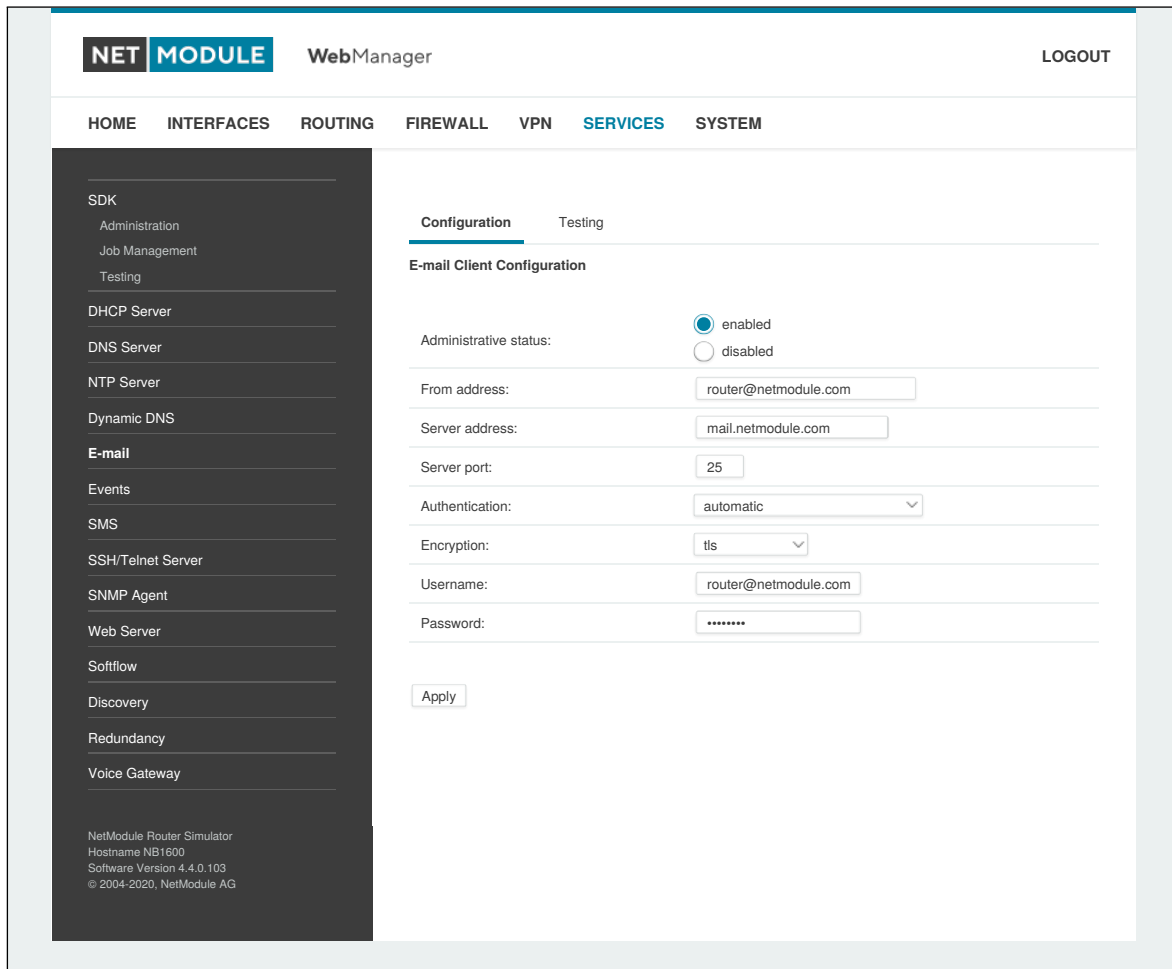 NET MODULE WebManager LOGOUT
HOME INTERFACES ROUTING FIREWALL VPN SERVICES SYSTEM
SDK
Administration
Job Management
Testing
DHCP Server
DNS Server
NTP Server
Dynamic DNS
E-mail
Events
SMS
SSH/Telnet Server
SNMP Agent
Web Server
Softflow
Discovery
Redundancy
Voice Gateway
NetModule Router Simulator
Hostname NB1600
Software Version 4.4.0.103
© 2004-2020, NetModule AG
Configuration Testing
E-mail Client Configuration
Administrative status: enabled
disabled
From address: router@netmodule.com
Server address: mail.netmodule.com
Server port: 25
Authentication: automatic
Encryption: tls
Username: router@netmodule.com
Password: ••••••••
Apply